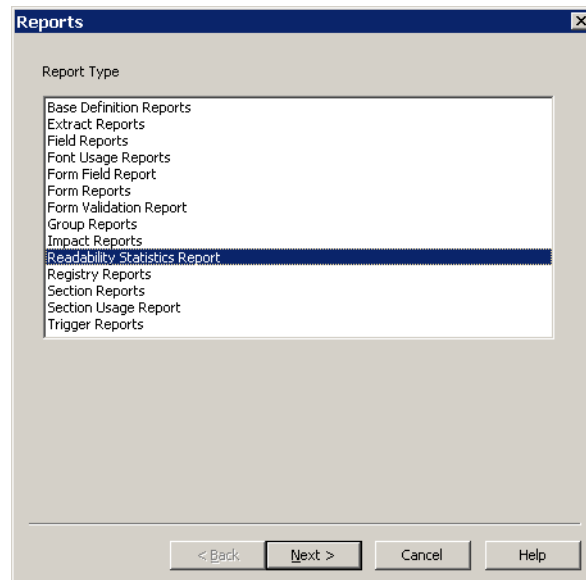 Reports
Report Type
Base Definition Reports
Extract Reports
Field Reports
Font Usage Reports
Form Field Report
Form Reports
Form Validation Report
Group Reports
Impact Reports
Readability Statistics Report
Registry Reports
Section Reports
Section Usage Report
Trigger Reports
< Back Next > Cancel Help